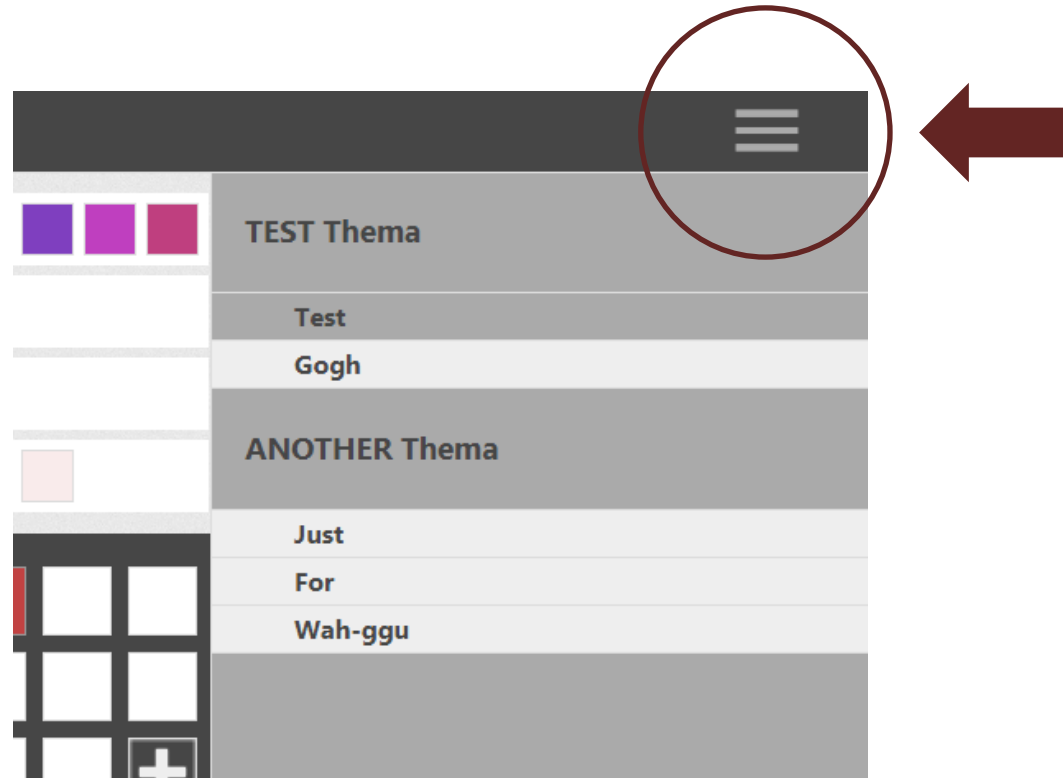 TEST Thema
Test
Gogh
ANOTHER Thema
Just
For
Wah-ggu